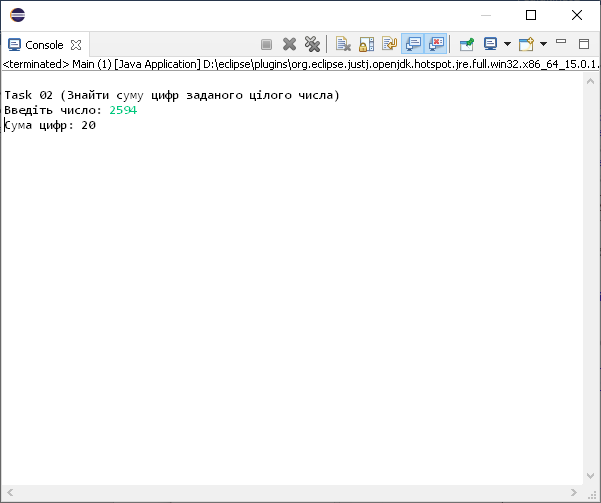 Console
<terminated> Main (1) [Java Application] D:\eclipse\plugins\org.eclipse.justj.openjdk.hotspot.jre.full.win32.x86_64_15.0.1.
Task 02 (Знайти суму цифр заданого цілого числа)
Введіть число: 2594
Сума цифр: 20